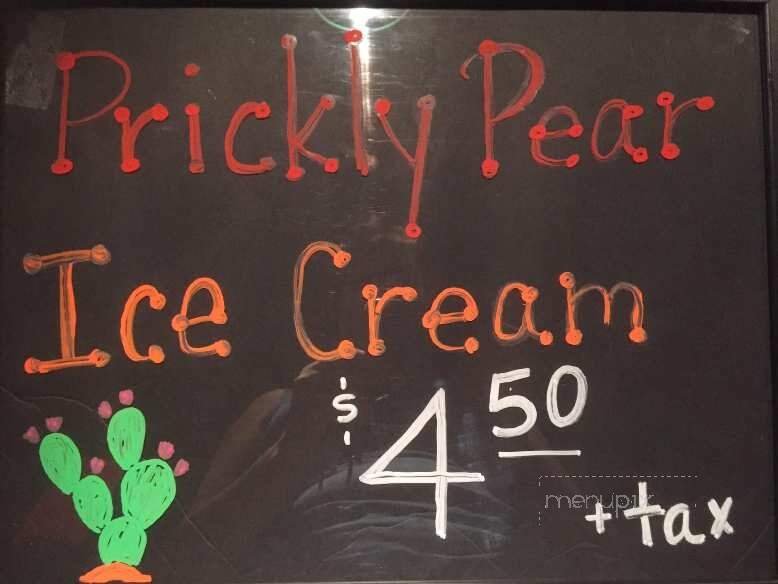 Prickly Pear
Ice Cream
$4 50
menupix
+tax